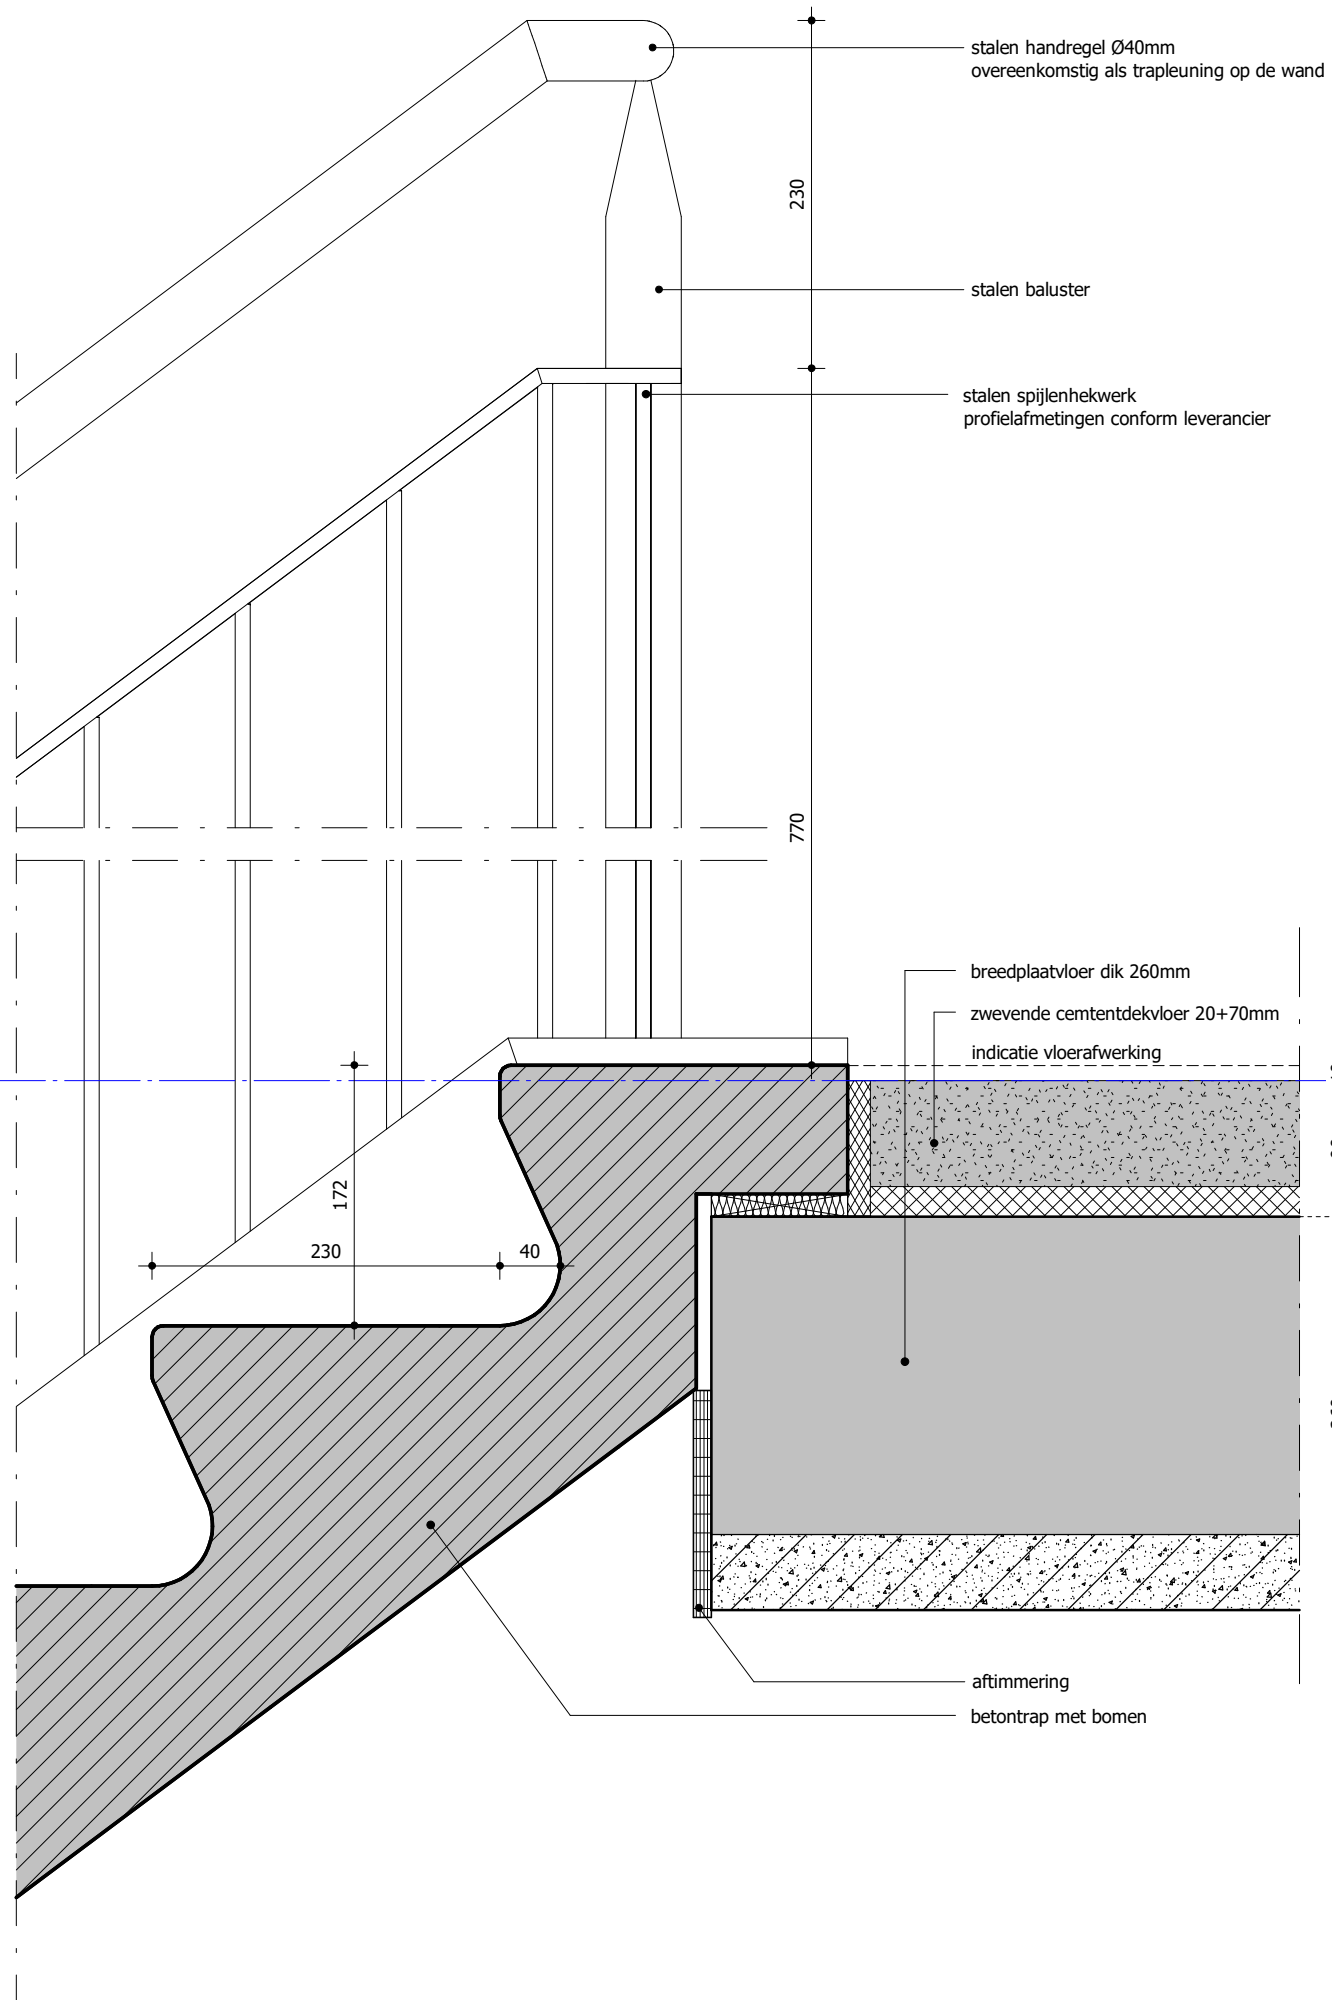 stalen handregel Ø40mm
overeenkomstig als trapleuning op de wand
230
stalen baluster
stalen spijlenhekwerk
profielafmetingen conform leverancier
770
breedplaatvloer dik 260mm
zwevende cemtentdekvloer 20+70mm
indicatie vloerafwerking
172
230
40
aftimmering
betontrap met bomen